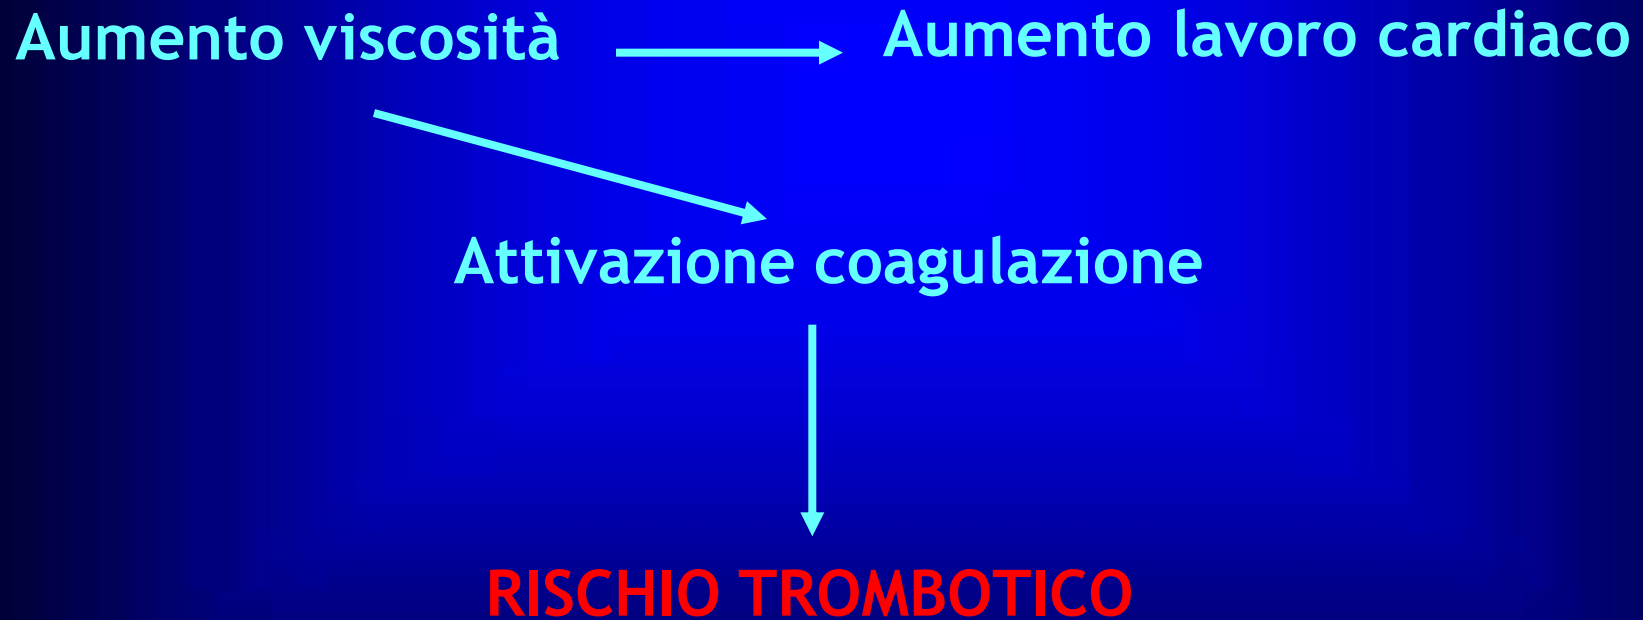 Aumento viscosità
Aumento lavoro cardiaco
Attivazione coagulazione
RISCHIO TROMBOTICO